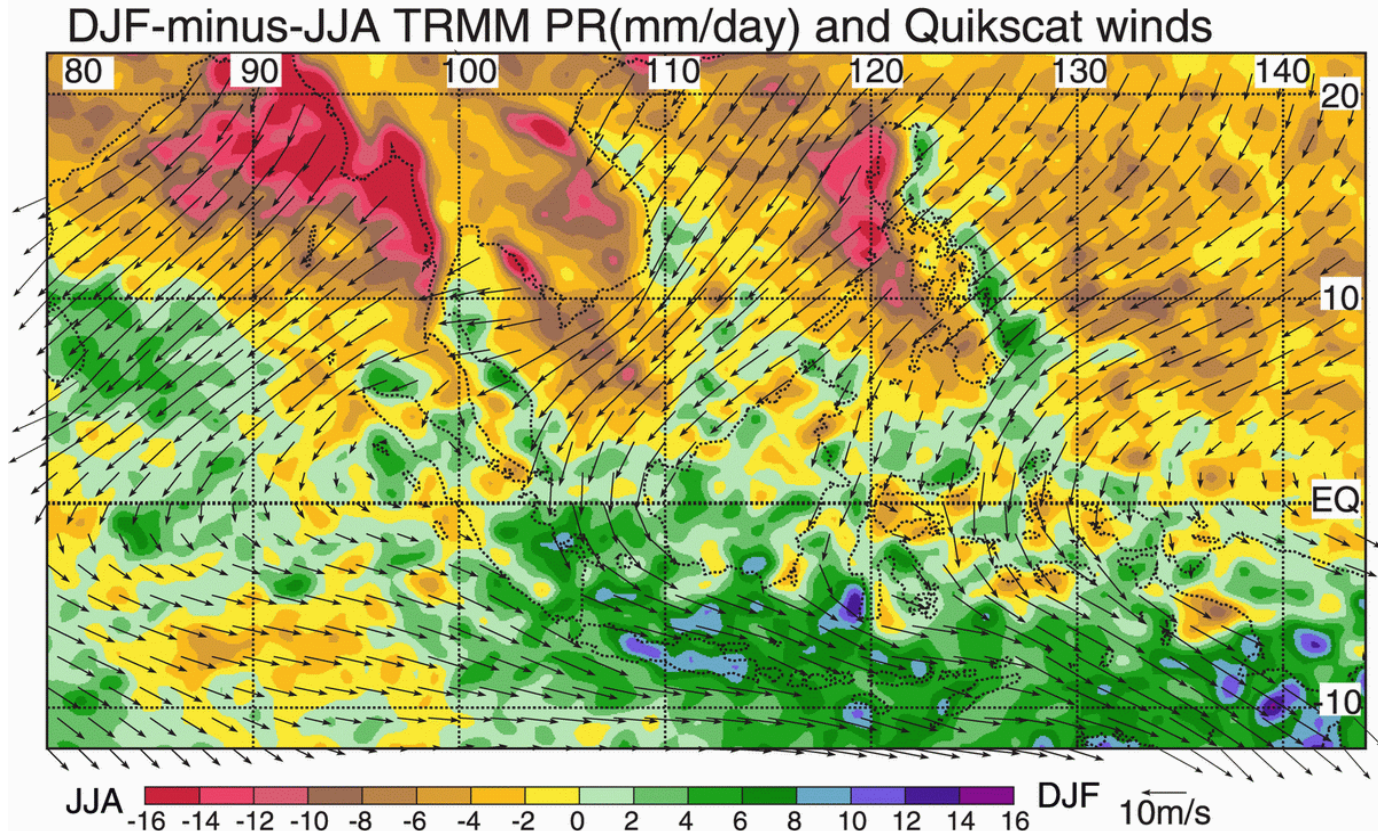 DJF-minus-JJA TRMM PR(mm/day) and Quikscat winds
80 90 100 110 120 130 140
20
10
EQ
-10
JJA -16 -14 -12 -10 -8 -6 -4 -2 0 2 4 6 8 10 12 14 16 DJF
10m/s